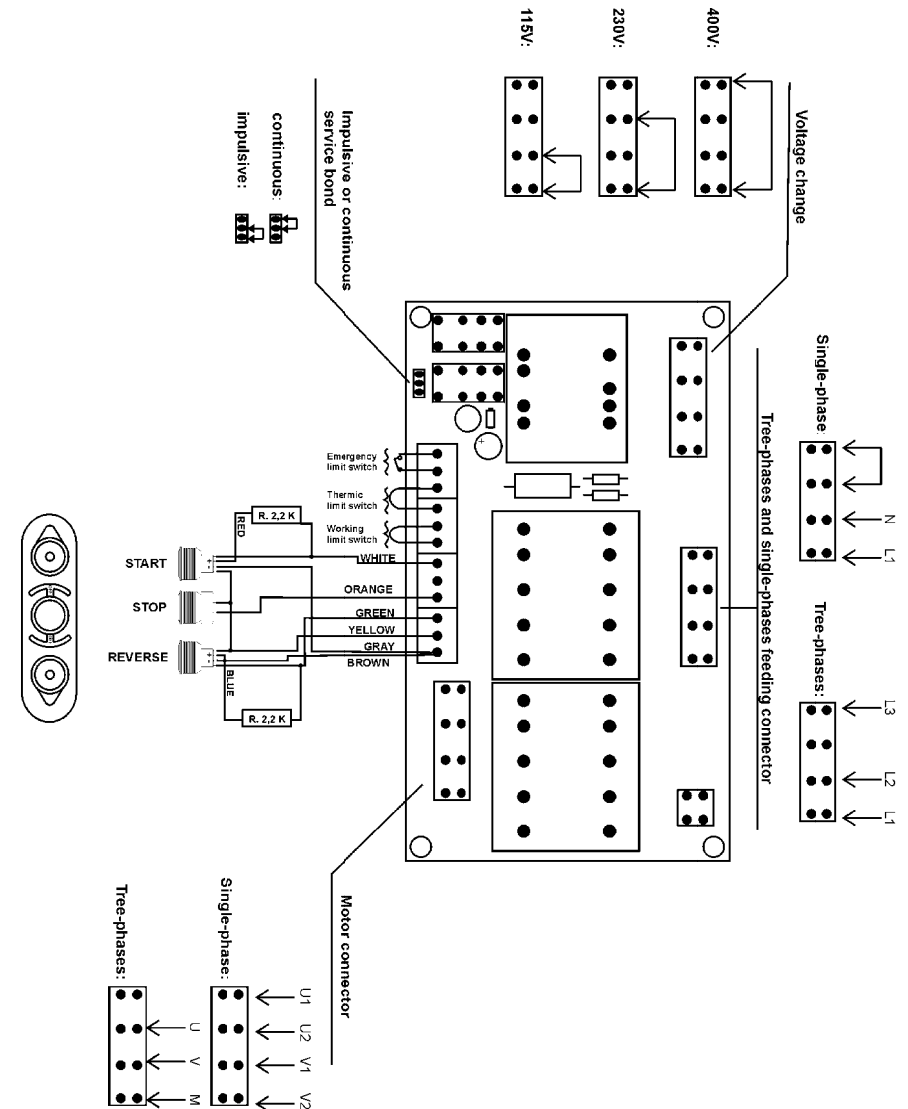 115V:
230V:
400V:
Voltage change
Impulsive or continuous
service bond
continuous:
impulsive:
Single-phase:
N
L1
Tree-phases and single-phases feeding connector
Tree-phases:
L3
L2
L1
Emergency
limit switch
Thermic
limit switch
Working
limit switch
R. 2,2 K
RED
WHITE
START
ORANGE
STOP
GREEN
YELLOW
GRAY
REVERSE
BROWN
BLUE
R. 2,2 K
Motor connector
Single-phase:
U1
U2
V1
V2
Tree-phases:
U
V
M